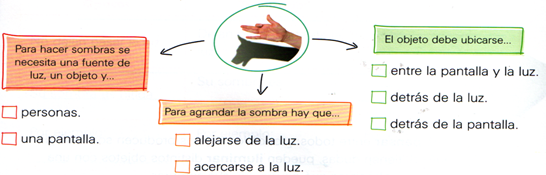 Para hacer sombras se
necesita una fuente de
luz, un objeto y...
personas.
una pantalla.
Para agrandar la sombra hay que...
alejarse de la luz.
acercarse a la luz.
El objeto debe ubicarse...
entre la pantalla y la luz.
detrás de la luz.
detrás de la pantalla.